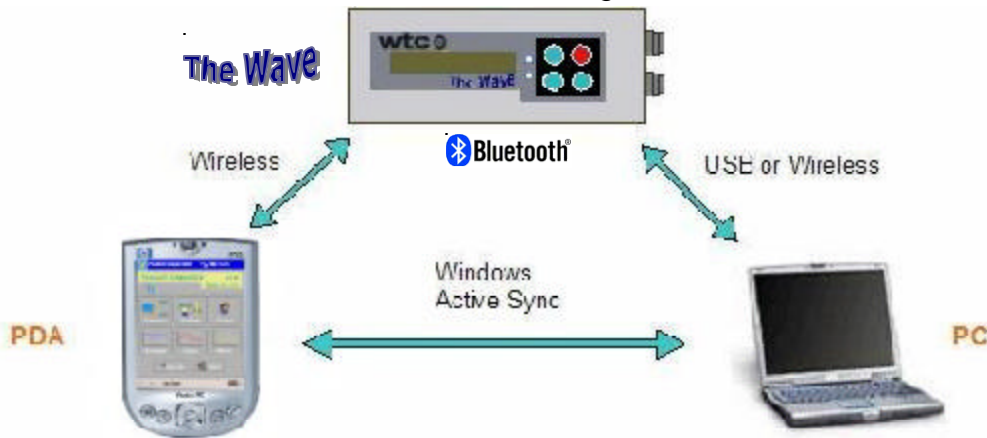 The Wave
wtc
The Wave
Bluetooth®
Wireless
USB or Wireless
Windows
Active Sync
PDA
PC